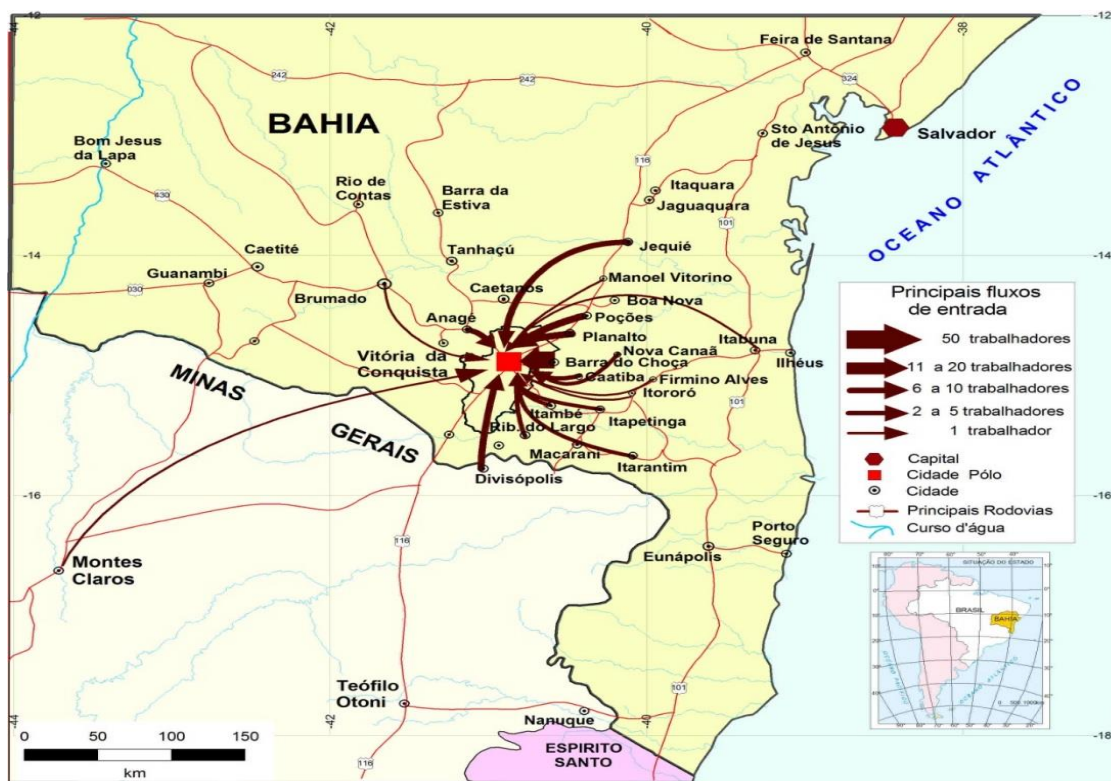 -44
-42
-40
-38
-12
-12
Feira de Santana
242
242
324
BAHIA
Salvador
OCEANO ATLÂNTICO
Sto Antônio
de Jesus
Bom Jesus
da Lapa
116
430
Rio de
Contas
Barra da
Estiva
Itaquara
Jaguaquara
101
Jequié
-14
-14
Caetité
Tanhaçú
Guanambi
030
Brumado
Caetanos
Manoel Vitorino
Boa Nova
Anagé
Poções
Planalto
Nova Canaã
Itabuna
Ilhéus
Vitória da
Conquista
Barra do Choça
Caatiba
Firmino Alves
Itororó
101
Itambé
Rib. do Largo
Itapetinga
Macarani
Itarantim
Divisópolis
MINAS
GERAIS
-16
-16
Principais fluxos
de entrada
50 trabalhadores
11 a 20 trabalhadores
6 a 10 trabalhadores
2 a 5 trabalhadores
1 trabalhador
Capital
Cidade Pólo
Cidade
Principais Rodovias
Curso d'água
116
Eunápolis
Porto
Seguro
Montes
Claros
SITUAÇÃO DO ESTADO
BRASIL
BAHIA
Teófilo
Otoni
101
Nanuque
-44
-42
-40
-18
-18
116
ESPIRITO
SANTO
0 50 100 150
km